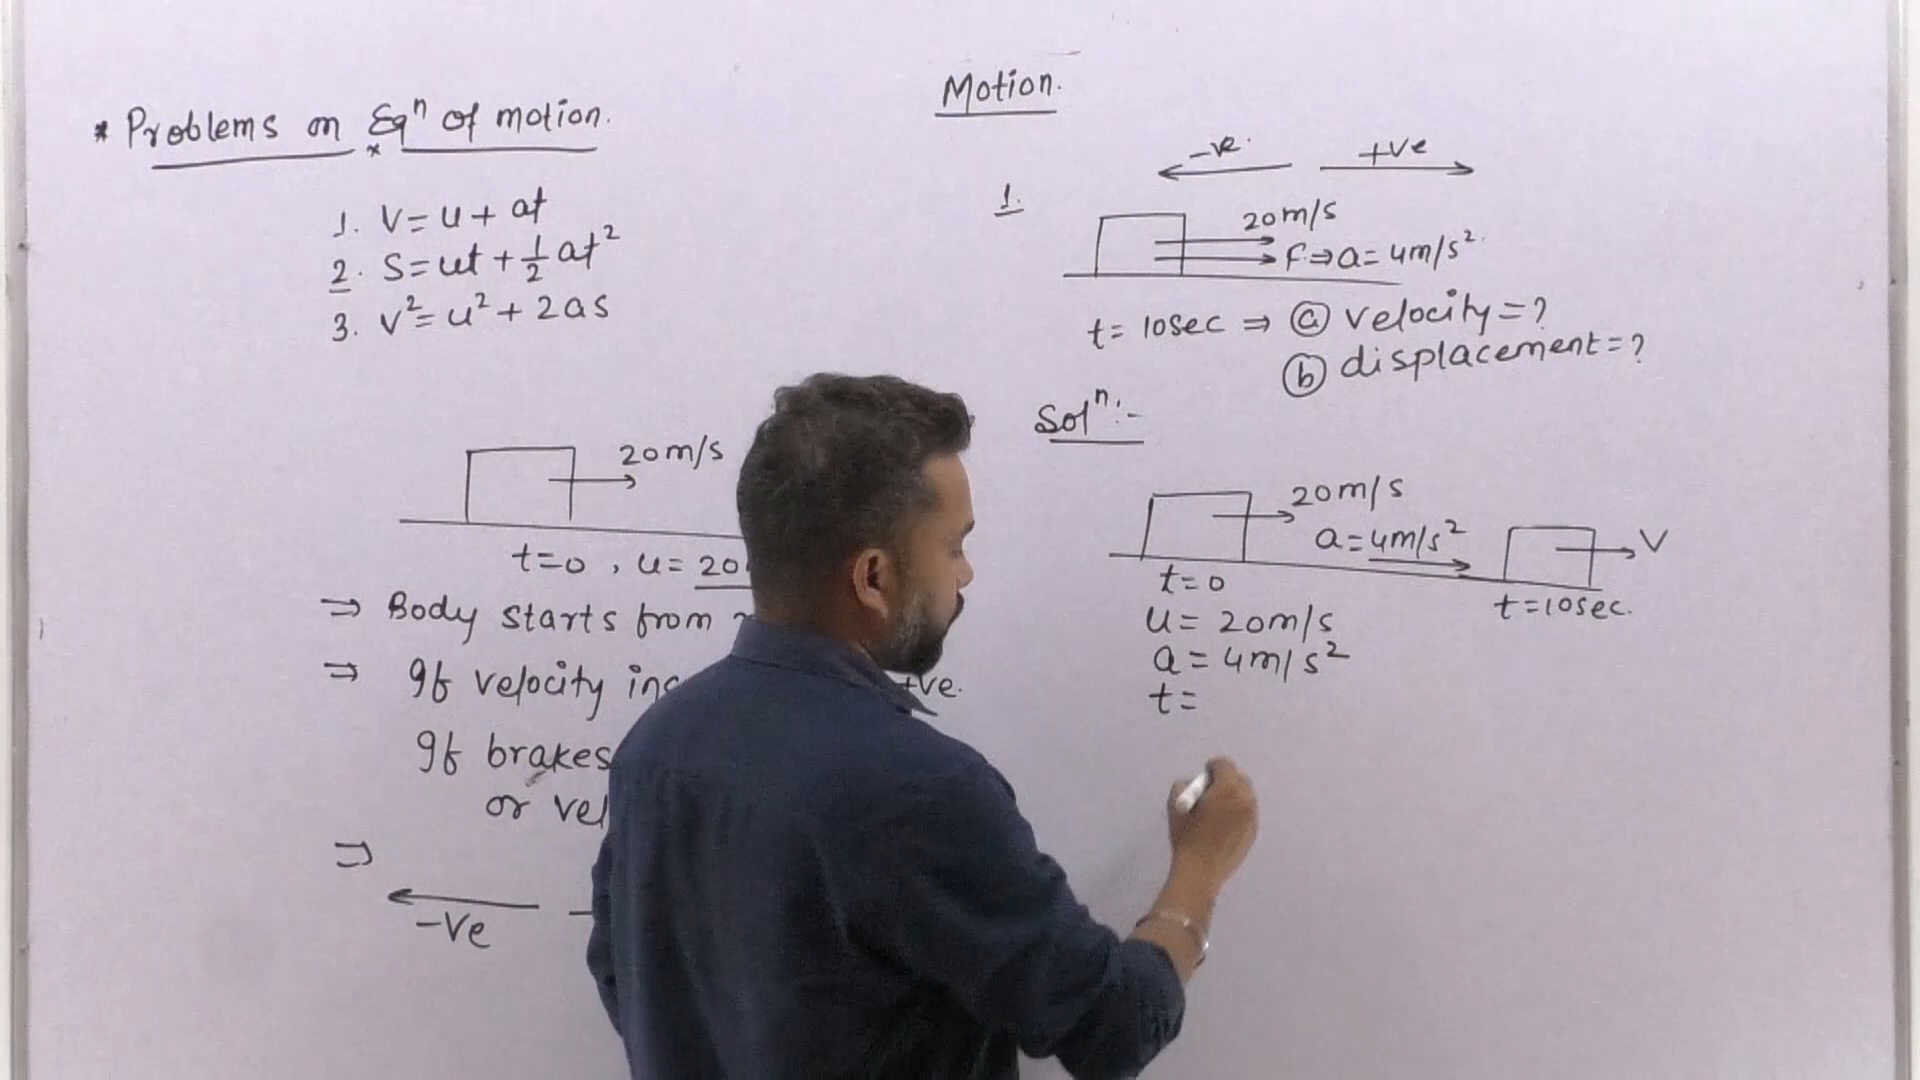 Motion.
* Problems on Eqⁿ of motion.
1. V = u + at
2. S = ut + 1/2 at²
3. V² = u² + 2as
20m/s
t=0 , u= 20
⇒ Body starts from
⇒ If velocity inc +ve.
If brakes
or vel
⇒
-Ve
-ve. +ve
1.
20m/s
F ⇒ a = 4m/s²
t = 10sec ⇒ ⓐ velocity = ?
ⓑ displacement = ?
Solⁿ:-
20m/s
a = 4m/s²
V
t=0
t=10sec.
u = 20m/s
a = 4m/s²
t =